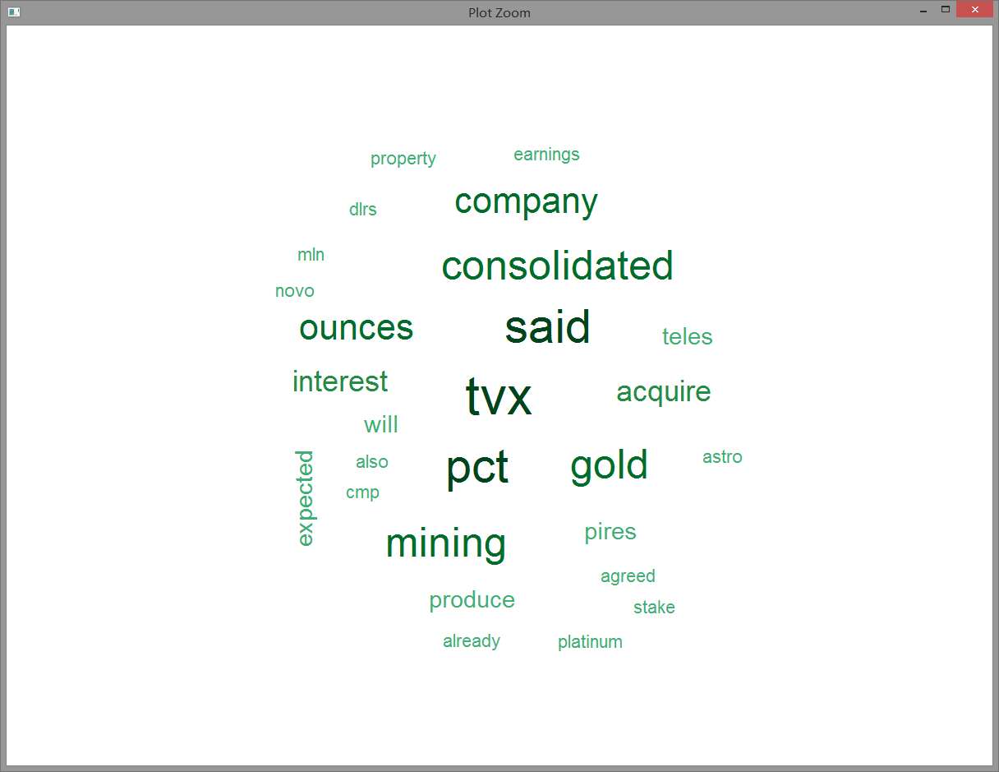 Plot Zoom
property
earnings
company
dlrs
mln
consolidated
novo
ounces
said
teles
interest
tvx
acquire
will
also
pct
gold
astro
expected
cmp
mining
pires
agreed
produce
stake
already
platinum